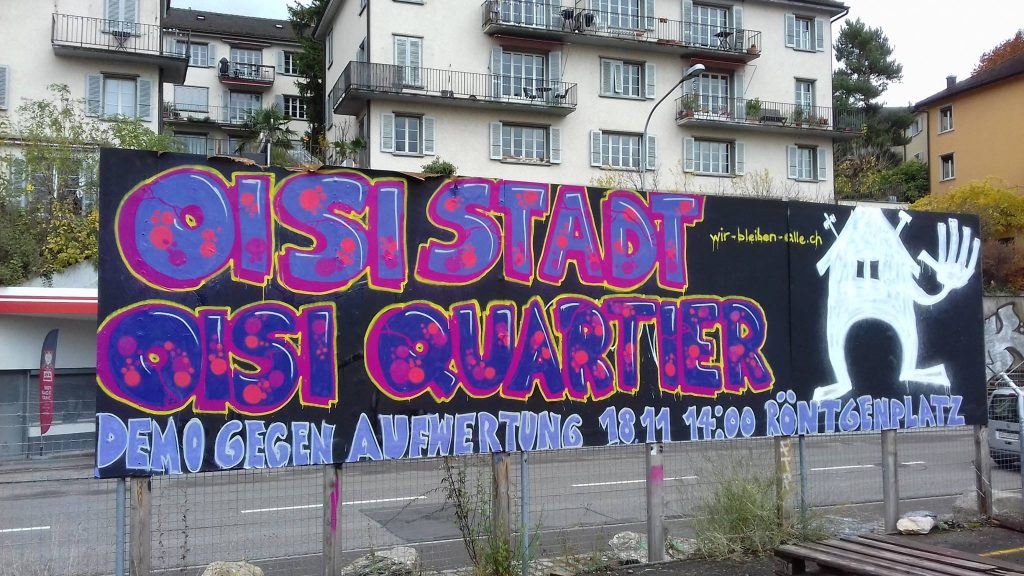 OISI STADT
wir-bleiben-alle.ch
OISI QUARTIER
DEMO GEGEN AUFWERTUNG 18.11 14:00 RÖNTGENPLATZ